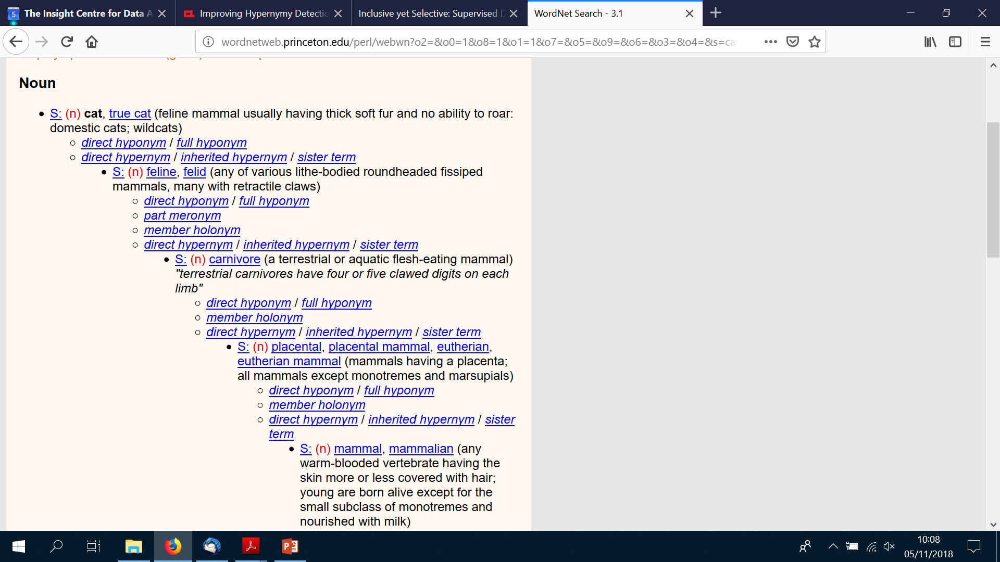 The Insight Centre for Data A
Improving Hypernymy Detectio
Inclusive yet Selective: Supervised D
WordNet Search - 3.1
wordnetweb.princeton.edu/perl/webwn?o2=&o0=1&o8=1&o1=1&o7=&o5=&o9=&o6=&o3=&o4=&s=ca
Noun
S: (n) cat, true cat (feline mammal usually having thick soft fur and no ability to roar:
domestic cats; wildcats)
direct hyponym / full hyponym
direct hypernym / inherited hypernym / sister term
S: (n) feline, felid (any of various lithe-bodied roundheaded fissiped
mammals, many with retractile claws)
direct hyponym / full hyponym
part meronym
member holonym
direct hypernym / inherited hypernym / sister term
S: (n) carnivore (a terrestrial or aquatic flesh-eating mammal)
"terrestrial carnivores have four or five clawed digits on each
limb"
direct hyponym / full hyponym
member holonym
direct hypernym / inherited hypernym / sister term
S: (n) placental, placental mammal, eutherian,
eutherian mammal (mammals having a placenta;
all mammals except monotremes and marsupials)
direct hyponym / full hyponym
member holonym
direct hypernym / inherited hypernym / sister
term
S: (n) mammal, mammalian (any
warm-blooded vertebrate having the
skin more or less covered with hair;
young are born alive except for the
small subclass of monotremes and
nourished with milk)
10:08
05/11/2018